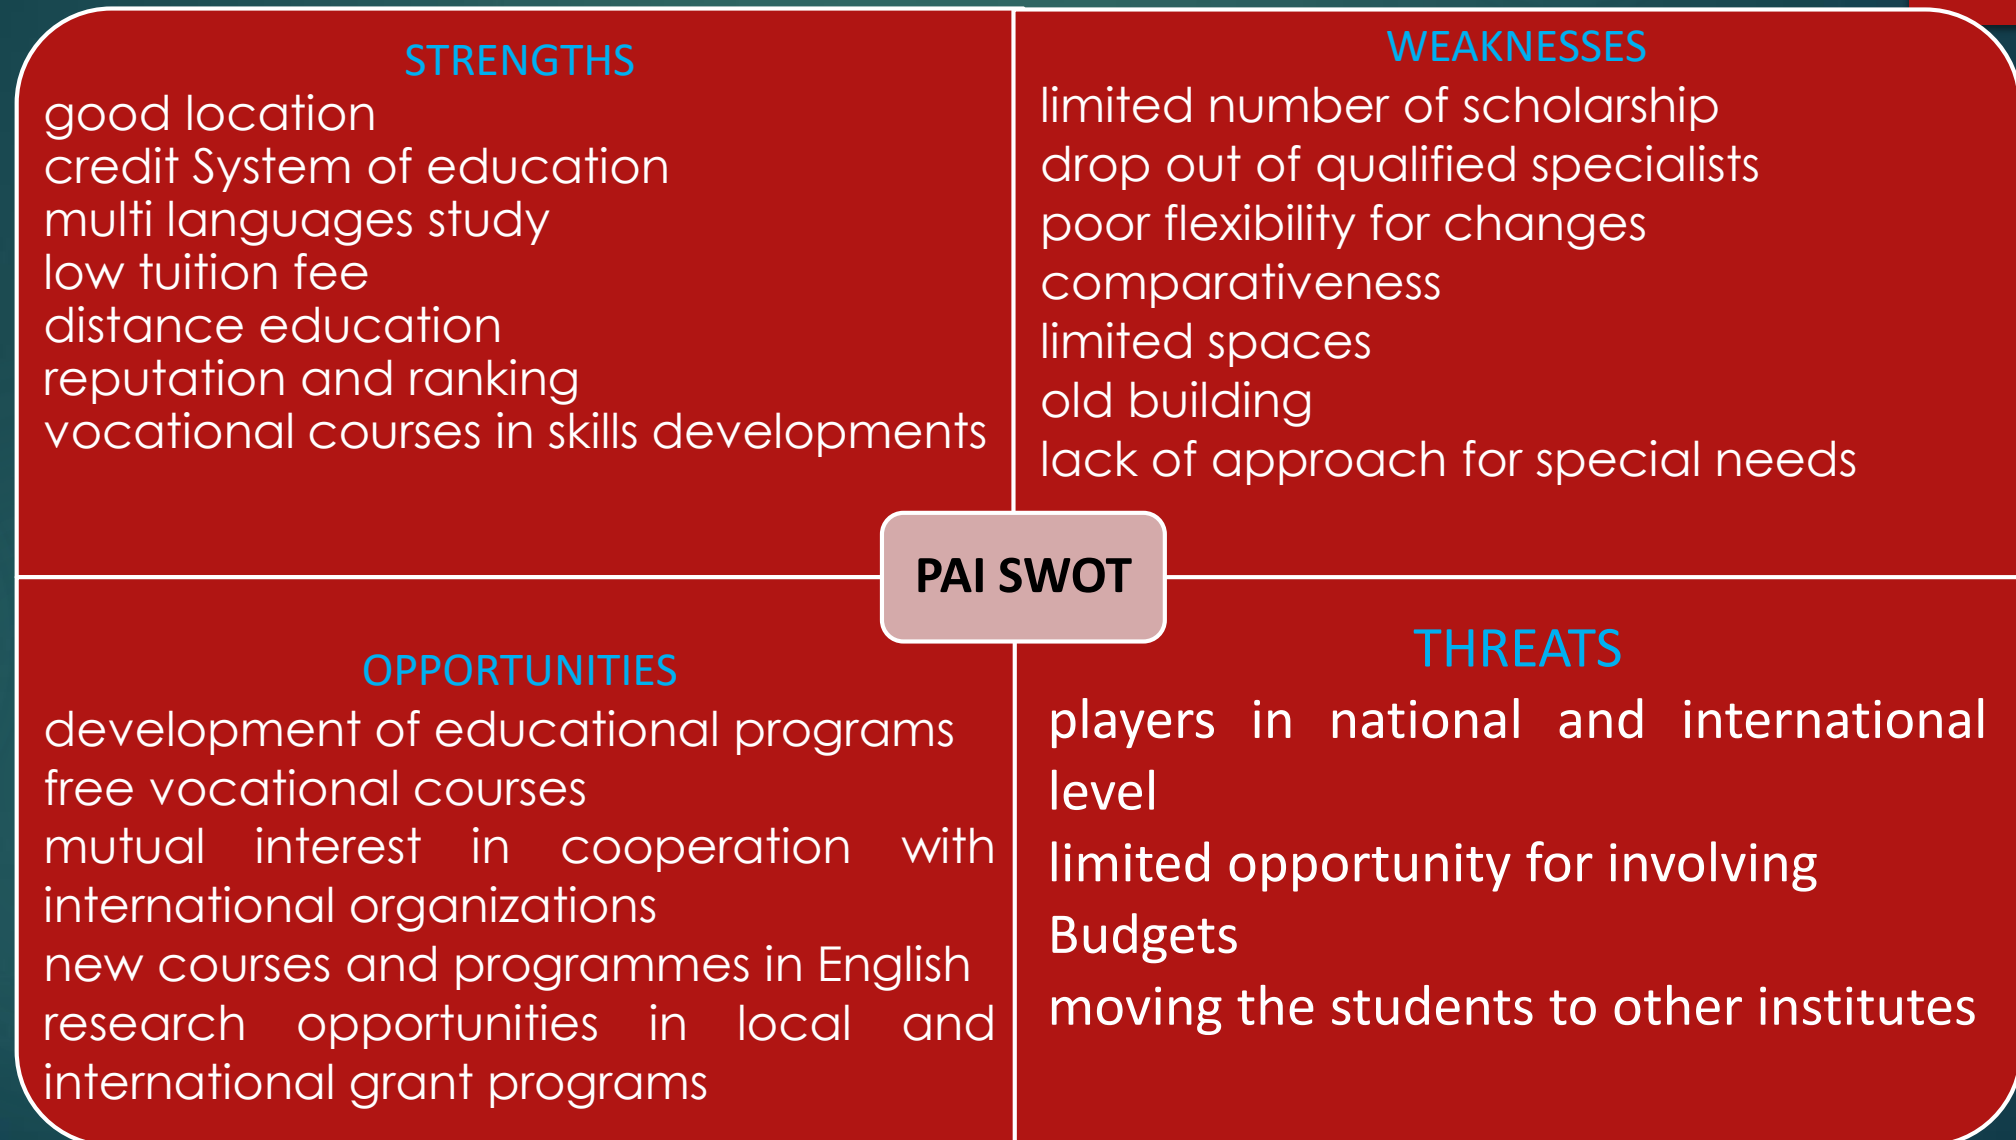 STRENGTHS
good location
credit System of education
multi languages study
low tuition fee
distance education
reputation and ranking
vocational courses in skills developments
WEAKNESSES
limited number of scholarship
drop out of qualified specialists
poor flexibility for changes
comparativeness
limited spaces
old building
lack of approach for special needs
PAI SWOT
OPPORTUNITIES
development of educational programs
free vocational courses
mutual interest in cooperation with
international organizations
new courses and programmes in English
research opportunities in local and
international grant programs
THREATS
players in national and international
level
limited opportunity for involving
Budgets
moving the students to other institutes